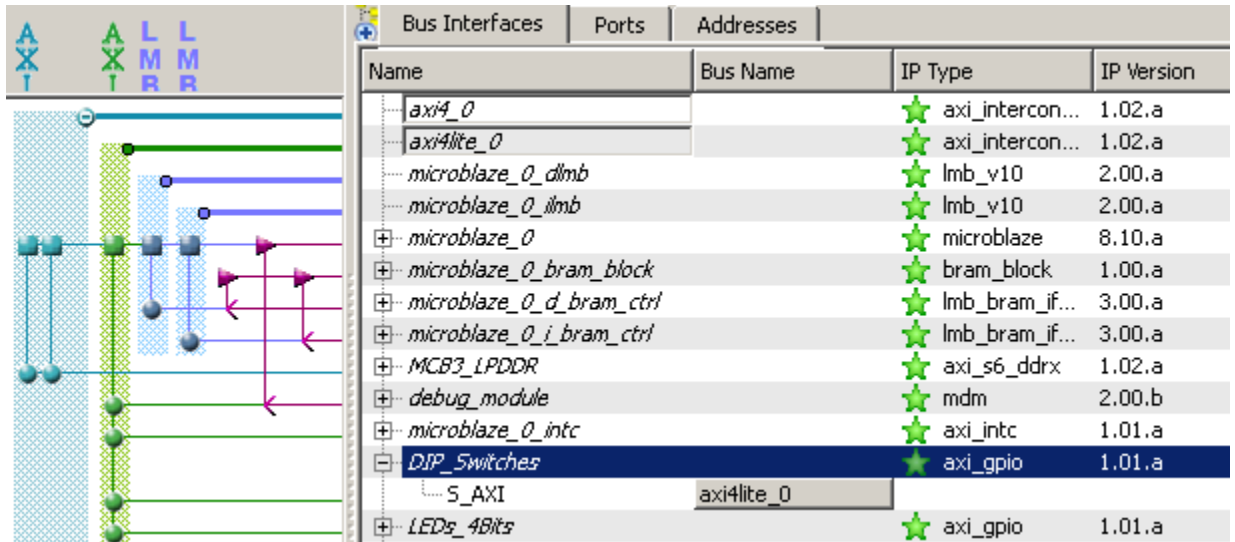 Bus Interfaces Ports Addresses
AXI AXI LMB LMB
Name Bus Name IP Type IP Version
axi4_0 axi_intercon... 1.02.a
axi4lite_0 axi_intercon... 1.02.a
microblaze_0_dlmb lmb_v10 2.00.a
microblaze_0_ilmb lmb_v10 2.00.a
microblaze_0 microblaze 8.10.a
microblaze_0_bram_block bram_block 1.00.a
microblaze_0_d_bram_ctrl lmb_bram_if... 3.00.a
microblaze_0_i_bram_ctrl lmb_bram_if... 3.00.a
MCB3_LPDDR axi_s6_ddrx 1.02.a
debug_module mdm 2.00.b
microblaze_0_intc axi_intc 1.01.a
DIP_Switches axi_gpio 1.01.a
S_AXI axi4lite_0
LEDs_4Bits axi_gpio 1.01.a